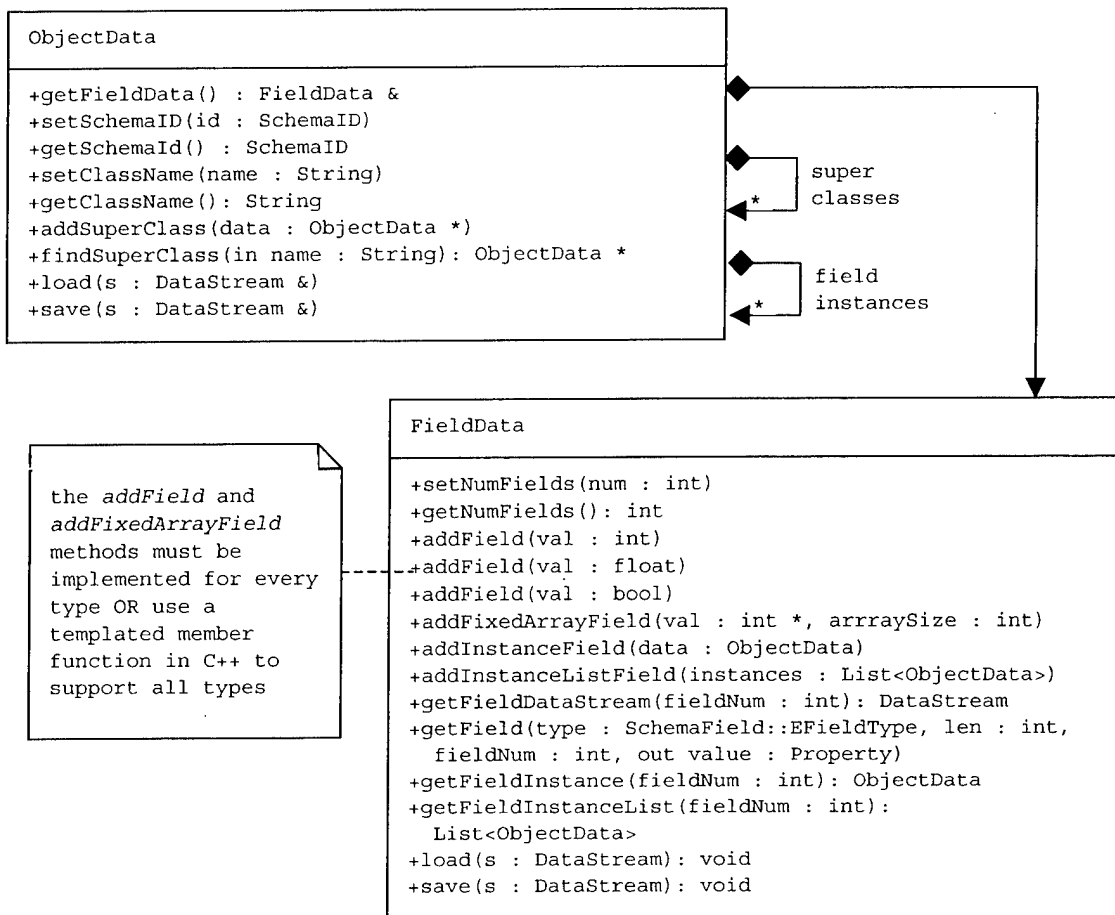 ObjectData
+getFieldData() : FieldData &
+setSchemaID(id : SchemaID)
+getSchemaId() : SchemaID
+setClassName(name : String)
+getClassName(): String
+addSuperClass(data : ObjectData *)
+findSuperClass(in name : String): ObjectData *
+load(s : DataStream &)
+save(s : DataStream &)
super
classes
*
field
instances
*
FieldData
+setNumFields(num : int)
+getNumFields(): int
+addField(val : int)
+addField(val : float)
+addField(val : bool)
+addFixedArrayField(val : int *, arrraySize : int)
+addInstanceField(data : ObjectData)
+addInstanceListField(instances : List<ObjectData>)
+getFieldDataStream(fieldNum : int): DataStream
+getField(type : SchemaField::EFieldType, len : int,
fieldNum : int, out value : Property)
+getFieldInstance(fieldNum : int): ObjectData
+getFieldInstanceList(fieldNum : int):
List<ObjectData>
+load(s : DataStream): void
+save(s : DataStream): void
the addField and
addFixedArrayField
methods must be
implemented for every
type OR use a
templated member
function in C++ to
support all types